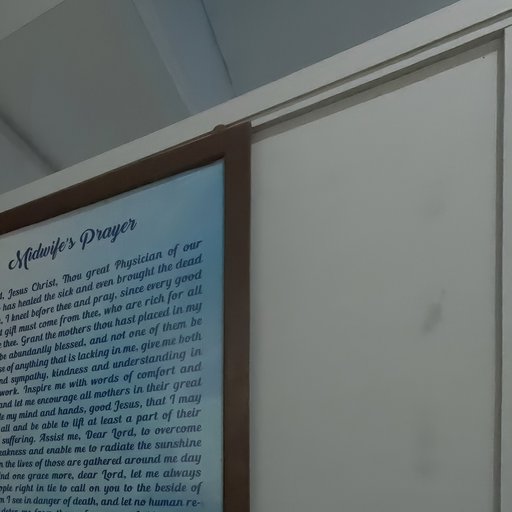 Midwife's Prayer
Jesus Christ, Thou great Physician of our
has healed the sick and even brought the dead
I kneel before thee and pray, since every good
gift must come from thee, who are rich for all
thee. Grant the mothers thou hast placed in my
be abundantly blessed, and not one of them be
of anything that is lacking in me, give me both
sympathy, kindness and understanding in
work. Inspire me with words of comfort and
and let me encourage all mothers in their great
my mind and hands, good Jesus, that I may
all and be able to lift at least a part of their
suffering. Assist me, Dear Lord, to overcome
and enable me to radiate the sunshine
the lives of those are gathered around me day
one grace more, dear Lord, let me always
right in lie to call on you to the beside of
I see in danger of death, and let no human re-